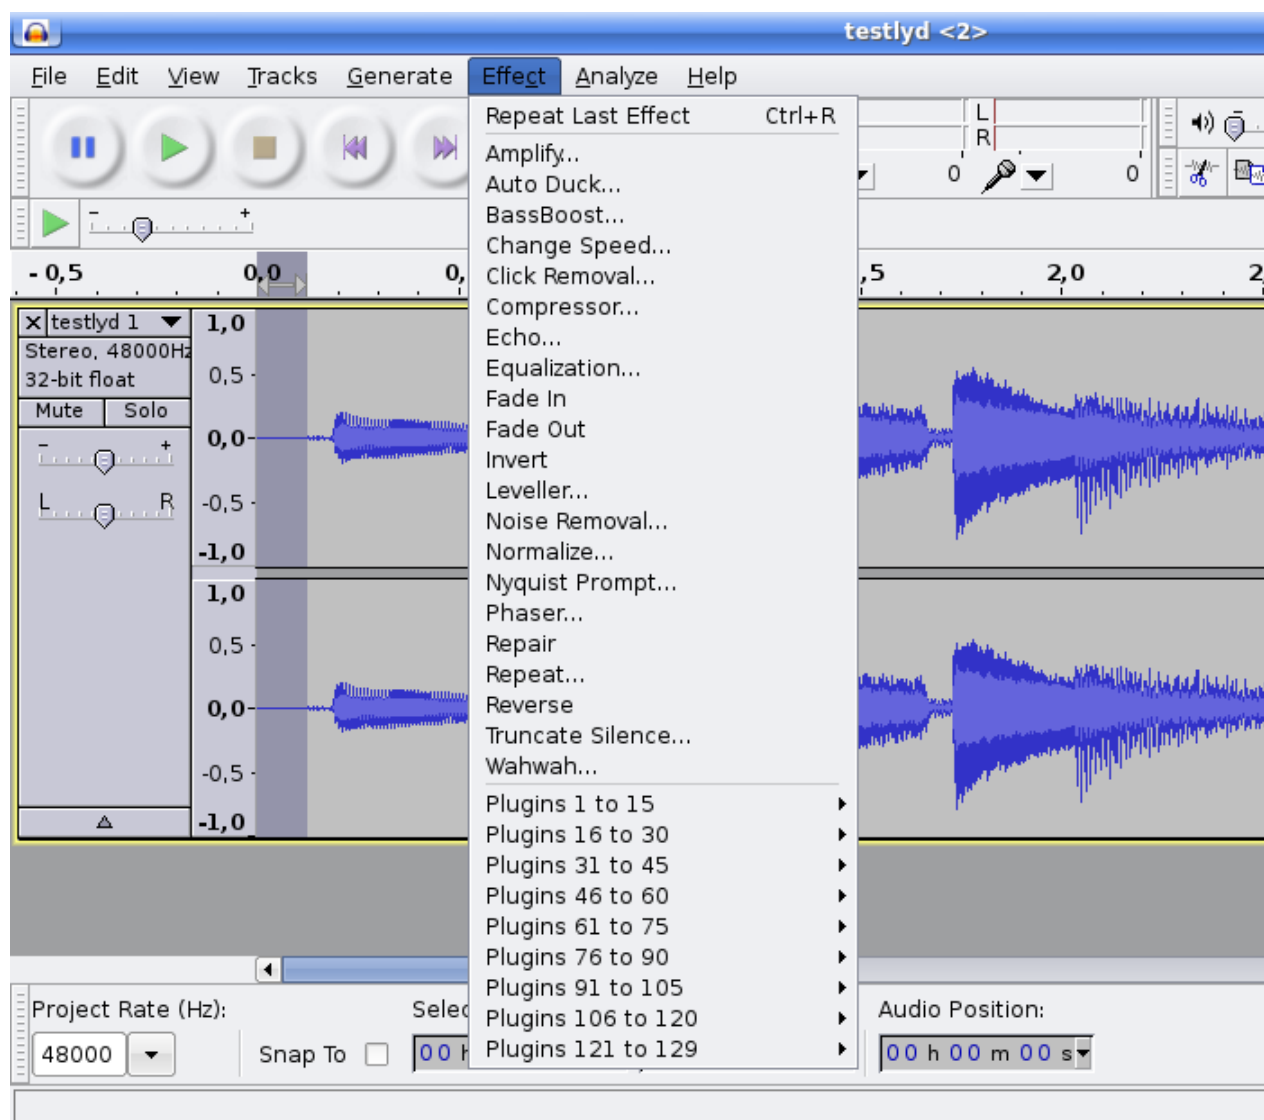 testlyd <2>
File Edit View Tracks Generate Effect Analyze Help
Repeat Last Effect Ctrl+R
Amplify...
Auto Duck...
BassBoost...
Change Speed...
Click Removal...
Compressor...
Echo...
Equalization...
Fade In
Fade Out
Invert
Leveller...
Noise Removal...
Normalize...
Nyquist Prompt...
Phaser...
Repair
Repeat...
Reverse
Truncate Silence...
Wahwah...
Plugins 1 to 15
Plugins 16 to 30
Plugins 31 to 45
Plugins 46 to 60
Plugins 61 to 75
Plugins 76 to 90
Plugins 91 to 105
Plugins 106 to 120
Plugins 121 to 129
L
R
0 0
- +
- 0,5 0,0 0, ,5 2,0 2
testlyd 1
Stereo, 48000Hz
32-bit float
Mute Solo
- +
L R
1,0
0,5
0,0
-0,5
-1,0
1,0
0,5
0,0
-0,5
-1,0
Project Rate (Hz):
48000
Snap To
Selec
00 h
Audio Position:
00 h 00 m 00 s